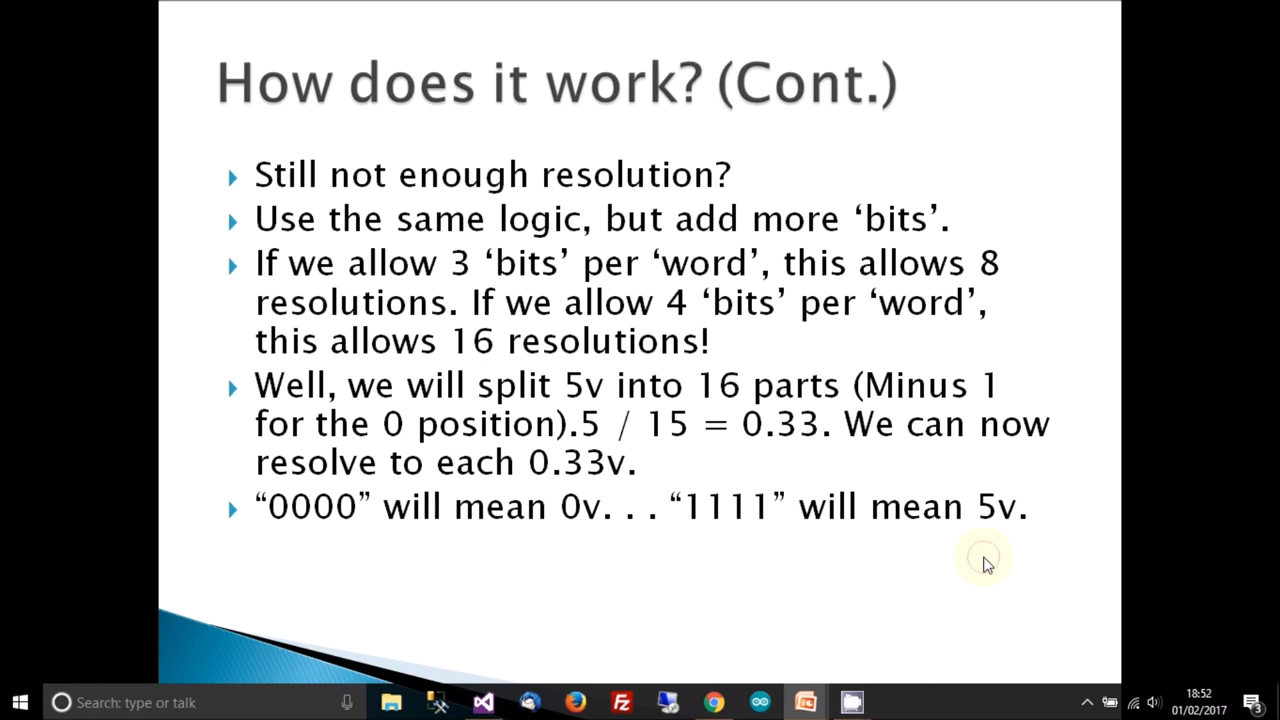 How does it work? (Cont.)
Still not enough resolution?
Use the same logic, but add more ‘bits’.
If we allow 3 ‘bits’ per ‘word’, this allows 8
resolutions. If we allow 4 ‘bits’ per ‘word’,
this allows 16 resolutions!
Well, we will split 5v into 16 parts (Minus 1
for the 0 position).5 / 15 = 0.33. We can now
resolve to each 0.33v.
“0000” will mean 0v. . . “1111” will mean 5v.
Search: type or talk
18:52
01/02/2017
3